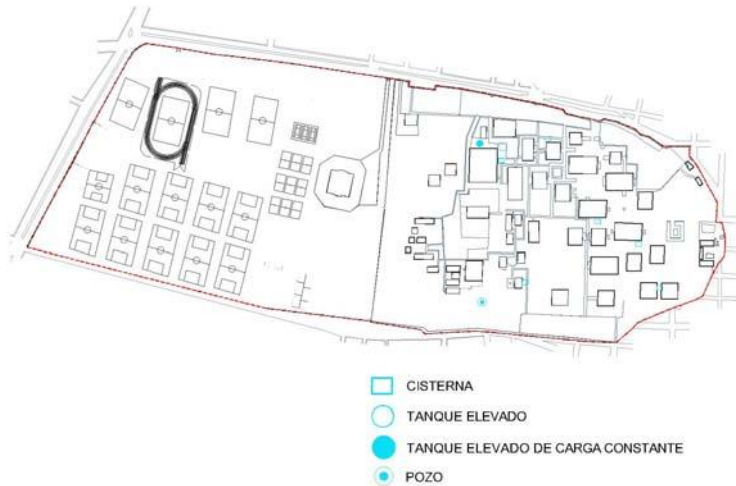 CISTERNA
TANQUE ELEVADO
TANQUE ELEVADO DE CARGA CONSTANTE
POZO